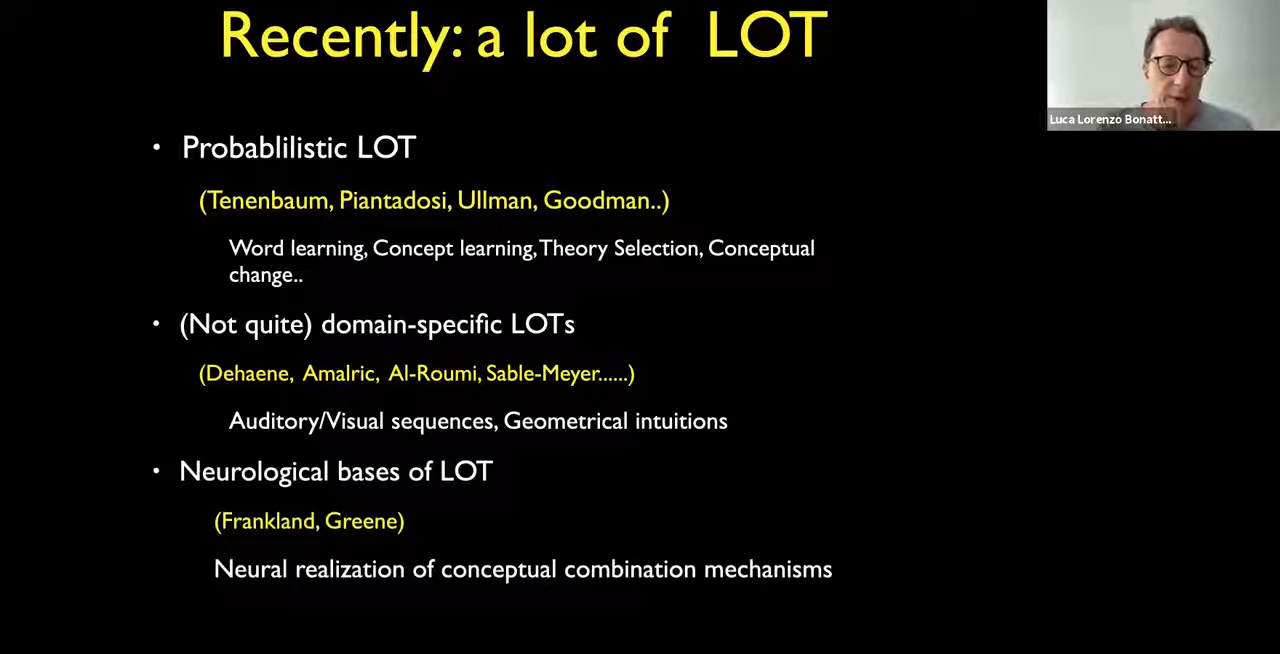 Recently: a lot of LOT
Luca Lorenzo Bonatt...
• Probablilistic LOT
(Tenenbaum, Piantadosi, Ullman, Goodman..)
Word learning, Concept learning,Theory Selection, Conceptual
change..
• (Not quite) domain-specific LOTs
(Dehaene, Amalric, Al-Roumi, Sable-Meyer......)
Auditory/Visual sequences, Geometrical intuitions
• Neurological bases of LOT
(Frankland, Greene)
Neural realization of conceptual combination mechanisms